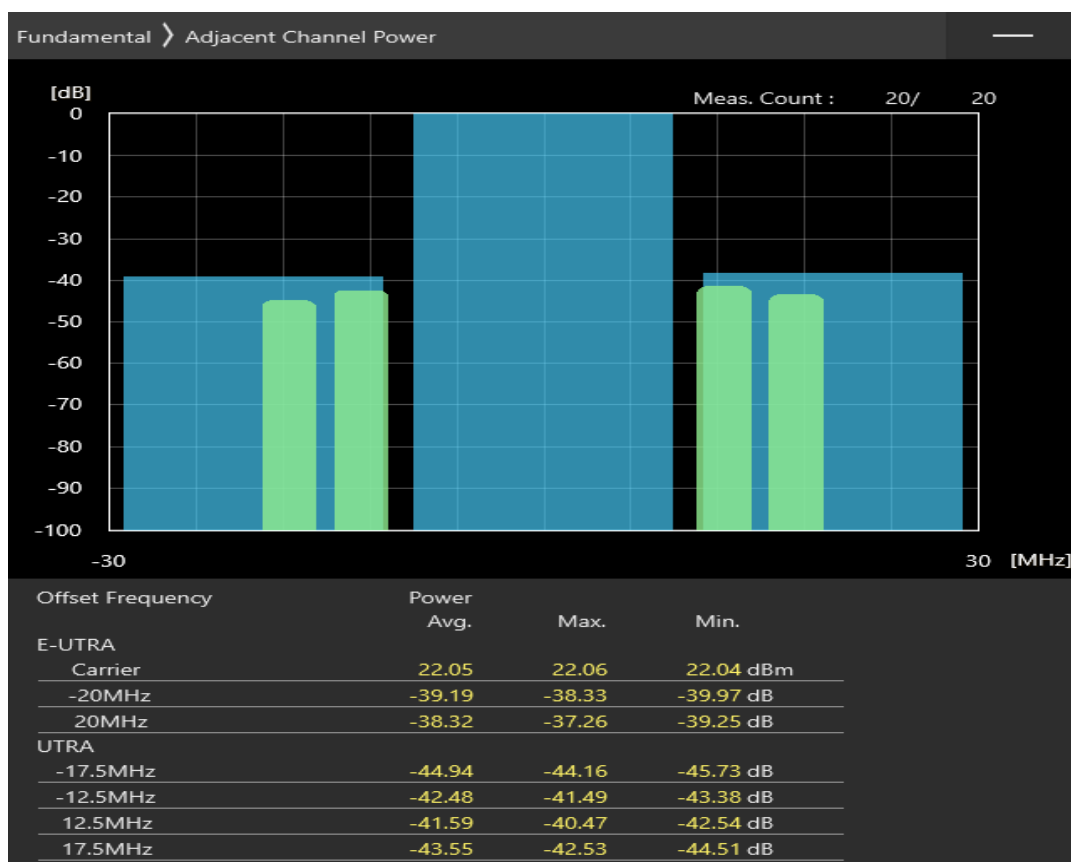 Fundamental ❯ Adjacent Channel Power
[dB]
Meas. Count : 20/ 20
0
-10
-20
-30
-40
-50
-60
-70
-80
-90
-100
-30 30 [MHz]
Offset Frequency Power
Avg. Max. Min.
E-UTRA
Carrier 22.05 22.06 22.04 dBm
-20MHz -39.19 -38.33 -39.97 dB
20MHz -38.32 -37.26 -39.25 dB
UTRA
-17.5MHz -44.94 -44.16 -45.73 dB
-12.5MHz -42.48 -41.49 -43.38 dB
12.5MHz -41.59 -40.47 -42.54 dB
17.5MHz -43.55 -42.53 -44.51 dB